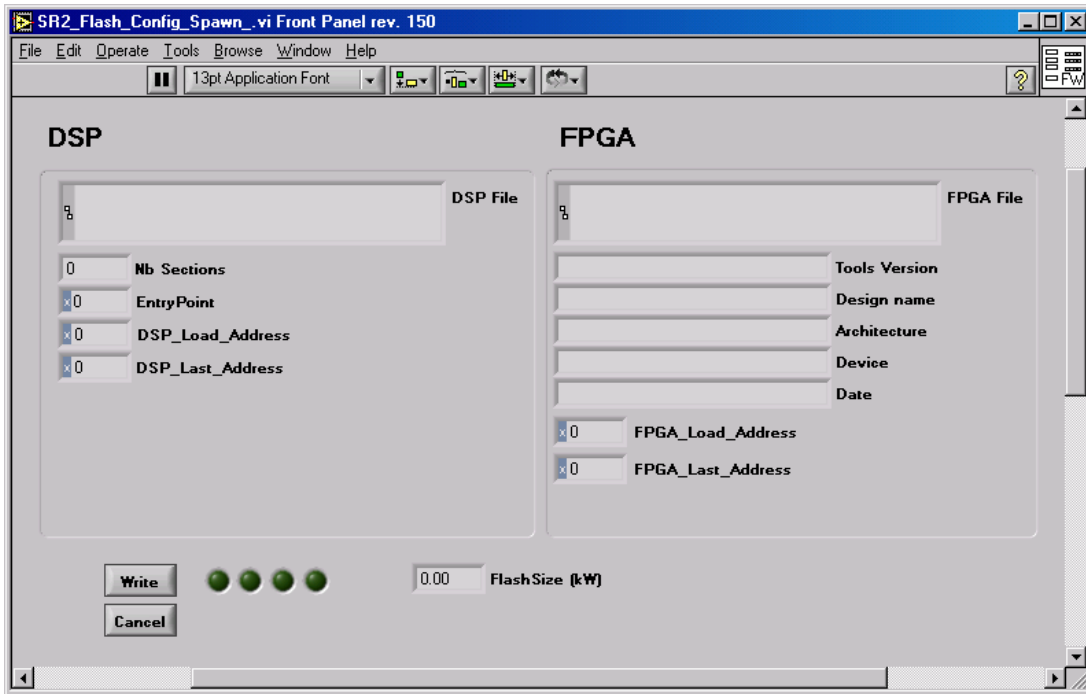 SR2_Flash_Config_Spawn_.vi Front Panel rev. 150
File Edit Operate Tools Browse Window Help
13pt Application Font
FW
DSP
FPGA
DSP File
FPGA File
0 Nb Sections
x0 EntryPoint
x0 DSP_Load_Address
x0 DSP_Last_Address
Tools Version
Design name
Architecture
Device
Date
x0 FPGA_Load_Address
x0 FPGA_Last_Address
Write
0.00 FlashSize (kW)
Cancel